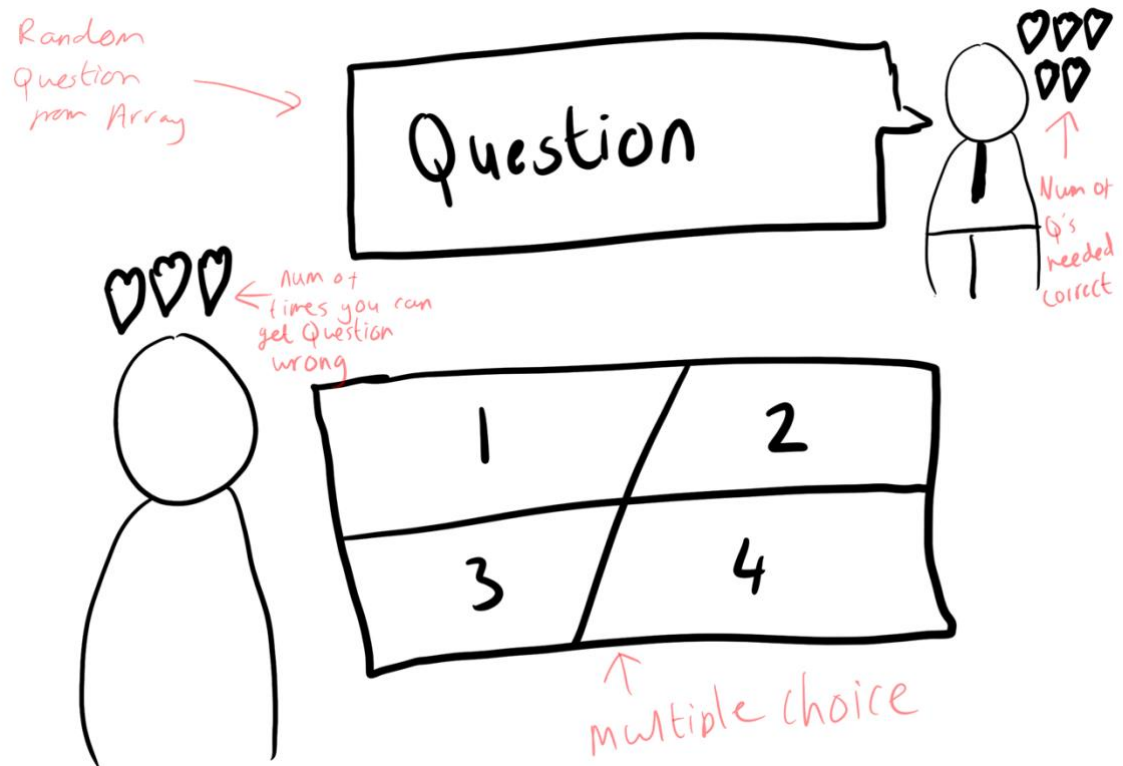 Random
Question
from Array
Question
Num of
Q's
needed
correct
num of
times you can
get Question
wrong
1
2
3
4
Multiple choice